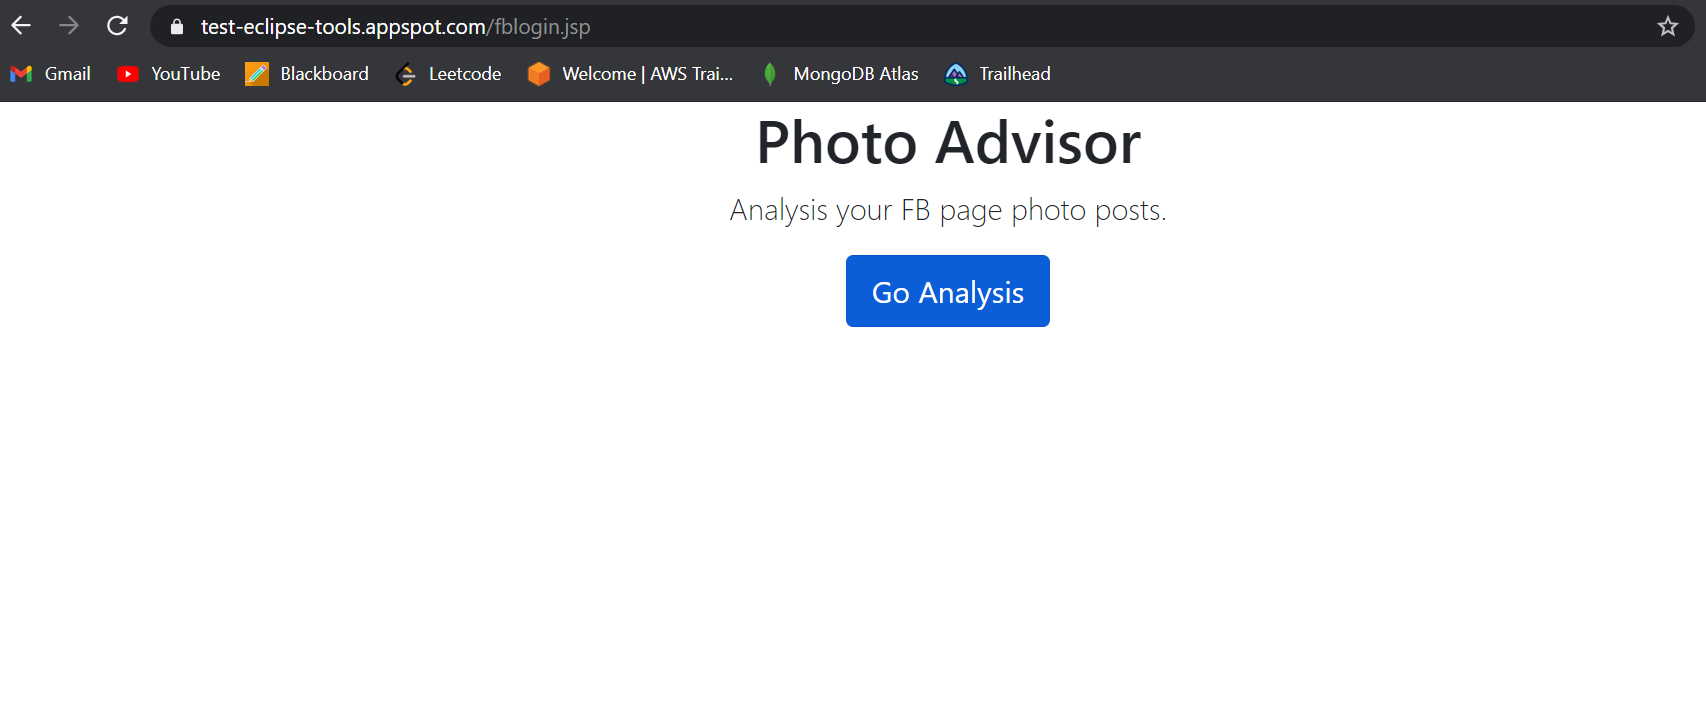 test-eclipse-tools.appspot.com/fblogin.jsp
Gmail YouTube Blackboard Leetcode Welcome | AWS Trai... MongoDB Atlas Trailhead
Photo Advisor
Analysis your FB page photo posts.
Go Analysis